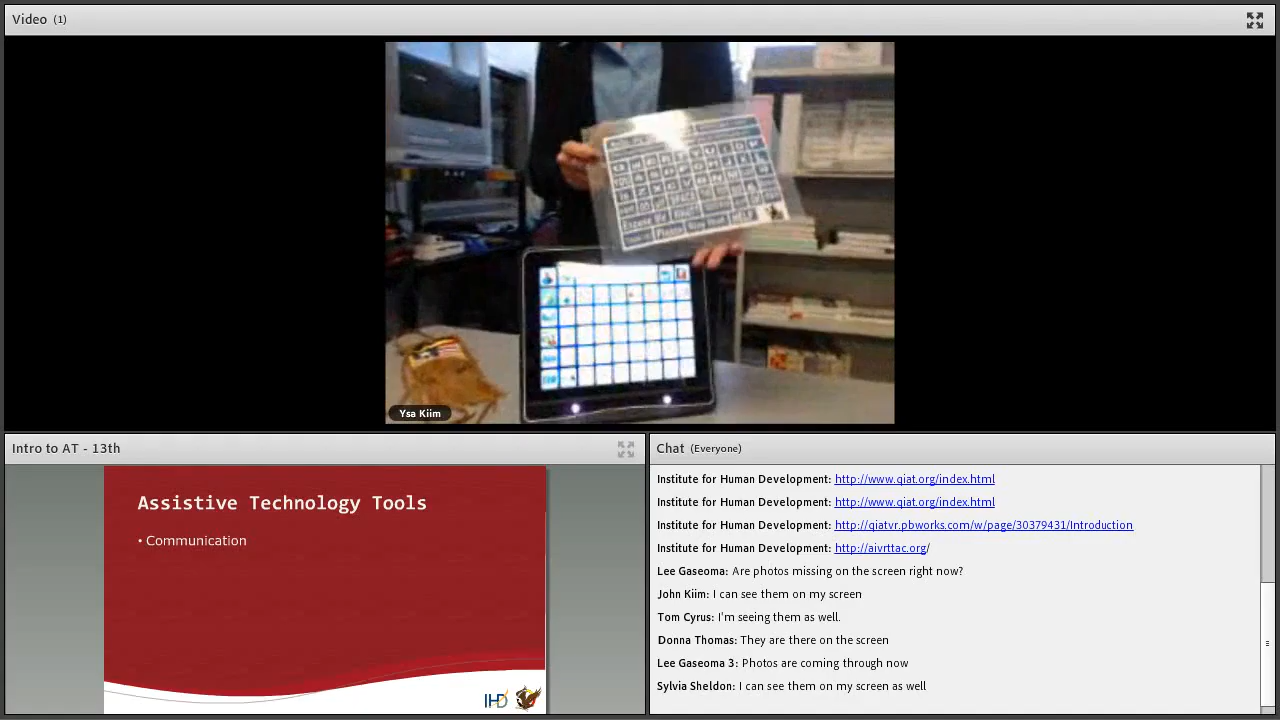 Video (1)
Excuse Me
Please
Ysa Kiim
Intro to AT - 13th
Assistive Technology Tools
• Communication
IHD
Chat (Everyone)
Institute for Human Development: http://www.qiat.org/index.html
Institute for Human Development: http://www.qiat.org/index.html
Institute for Human Development: http://qiatvr.pbworks.com/w/page/30379431/Introduction
Institute for Human Development: http://aivrttac.org/
Lee Gaseoma: Are photos missing on the screen right now?
John Kiim: I can see them on my screen
Tom Cyrus: I'm seeing them as well.
Donna Thomas: They are there on the screen
Lee Gaseoma 3: Photos are coming through now
Sylvia Sheldon: I can see them on my screen as well